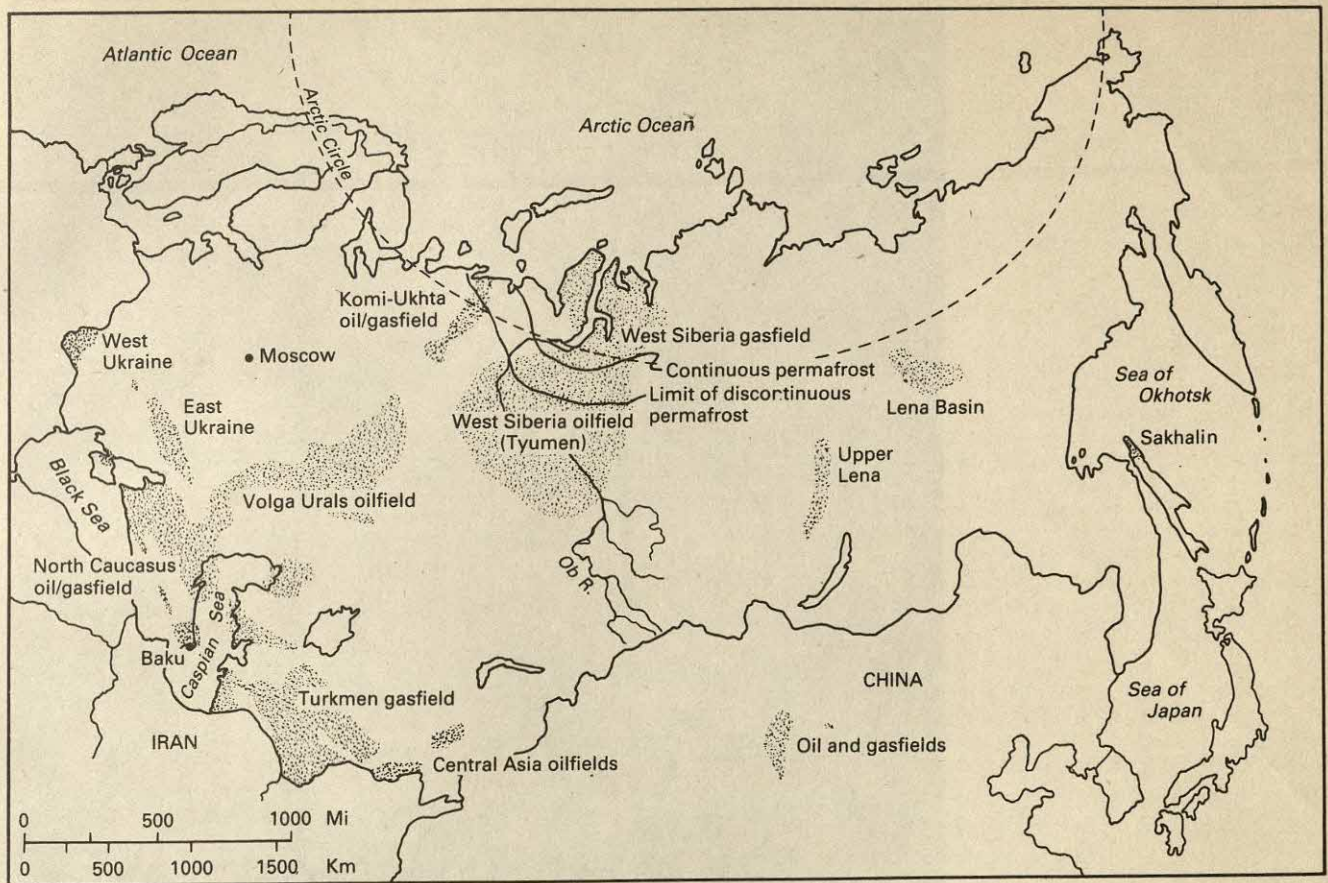 Atlantic Ocean
Arctic Circle
Arctic Ocean
Komi-Ukhta
oil/gasfield
West Siberia gasfield
West
Ukraine
Moscow
Continuous permafrost
Limit of discontinuous
permafrost
Lena Basin
Sea of
Okhotsk
East
Ukraine
West Siberia oilfield
(Tyumen)
Sakhalin
Upper
Lena
Black Sea
Volga Urals oilfield
North Caucasus
oil/gasfield
Ob R.
Caspian Sea
Baku
CHINA
Sea of
Japan
Turkmen gasfield
IRAN
Oil and gasfields
Central Asia oilfields
0 500 1000 Mi
0 500 1000 1500 Km